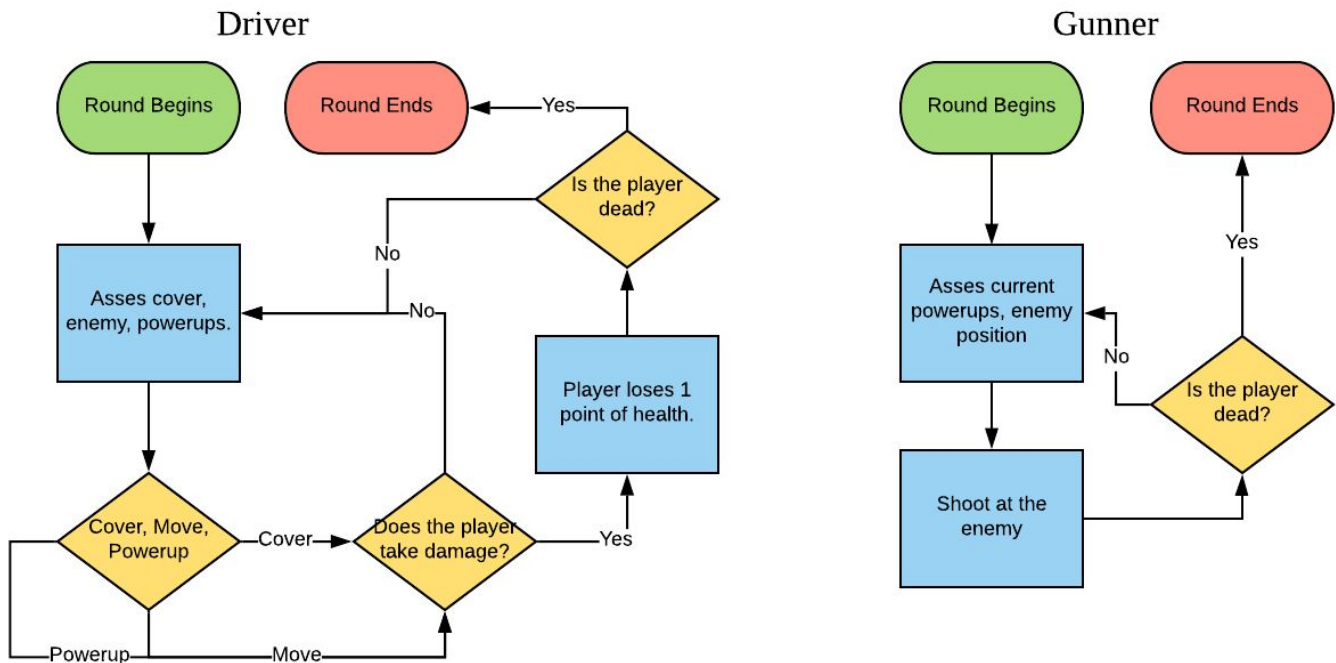 Driver
Round Begins
Round Ends
Yes
Is the player
dead?
No
Asses cover,
enemy, powerups.
No
Player loses 1
point of health.
Cover, Move,
Powerup
Cover
Does the player
take damage?
Yes
Powerup
Move
Gunner
Round Begins
Round Ends
Yes
Asses current
powerups, enemy
position
No
Is the player
dead?
Shoot at the
enemy